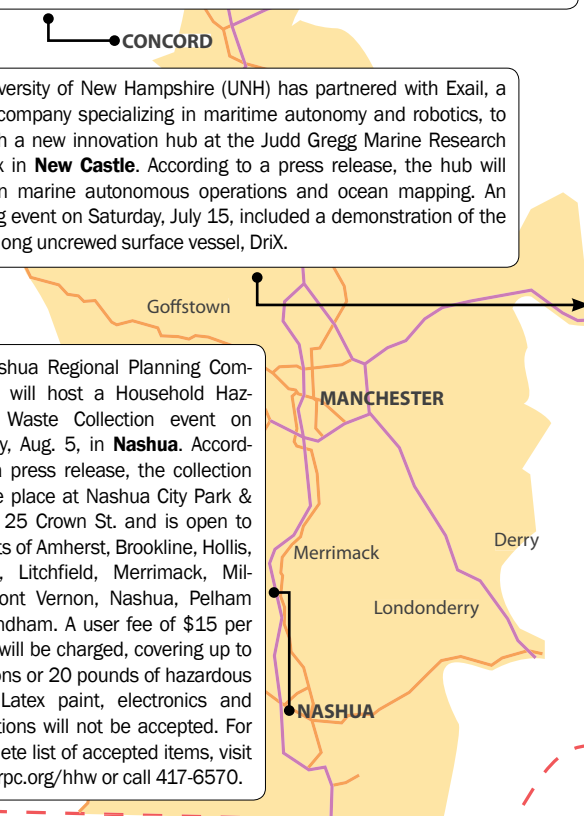 CONCORD
versity of New Hampshire (UNH) has partnered with Exail, a
company specializing in maritime autonomy and robotics, to
h a new innovation hub at the Judd Gregg Marine Research
x in New Castle. According to a press release, the hub will
n marine autonomous operations and ocean mapping. An
g event on Saturday, July 15, included a demonstration of the
ong uncrewed surface vessel, DriX.
Goffstown
shua Regional Planning Com-
will host a Household Haz-
Waste Collection event on
y, Aug. 5, in Nashua. Accord-
press release, the collection
e place at Nashua City Park &
25 Crown St. and is open to
ts of Amherst, Brookline, Hollis,
, Litchfield, Merrimack, Mil-
ont Vernon, Nashua, Pelham
ndham. A user fee of $15 per
will be charged, covering up to
ons or 20 pounds of hazardous
Latex paint, electronics and
tions will not be accepted. For
ete list of accepted items, visit
rpc.org/hhw or call 417-6570.
MANCHESTER
Merrimack
Derry
Londonderry
NASHUA